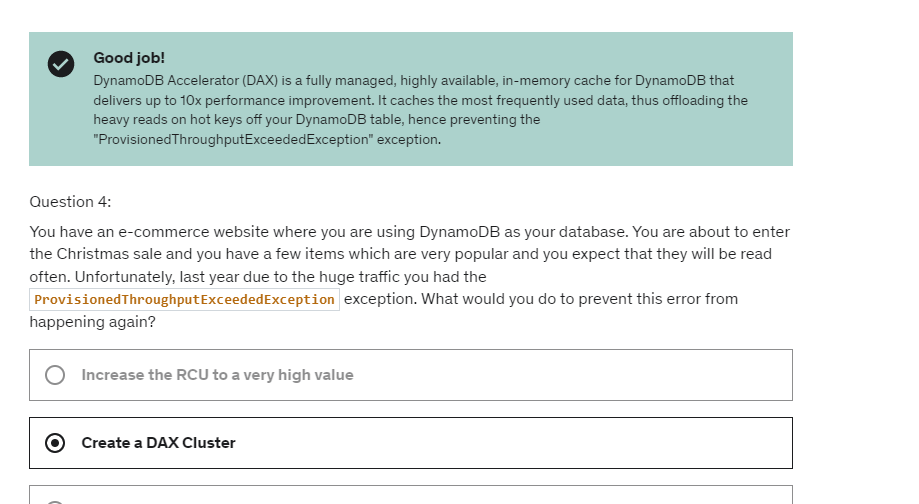 Good job!
DynamoDB Accelerator (DAX) is a fully managed, highly available, in-memory cache for DynamoDB that
delivers up to 10x performance improvement. It caches the most frequently used data, thus offloading the
heavy reads on hot keys off your DynamoDB table, hence preventing the
"ProvisionedThroughputExceededException" exception.
Question 4:
You have an e-commerce website where you are using DynamoDB as your database. You are about to enter
the Christmas sale and you have a few items which are very popular and you expect that they will be read
often. Unfortunately, last year due to the huge traffic you had the
ProvisionedThroughputExceededException exception. What would you do to prevent this error from
happening again?
Increase the RCU to a very high value
Create a DAX Cluster